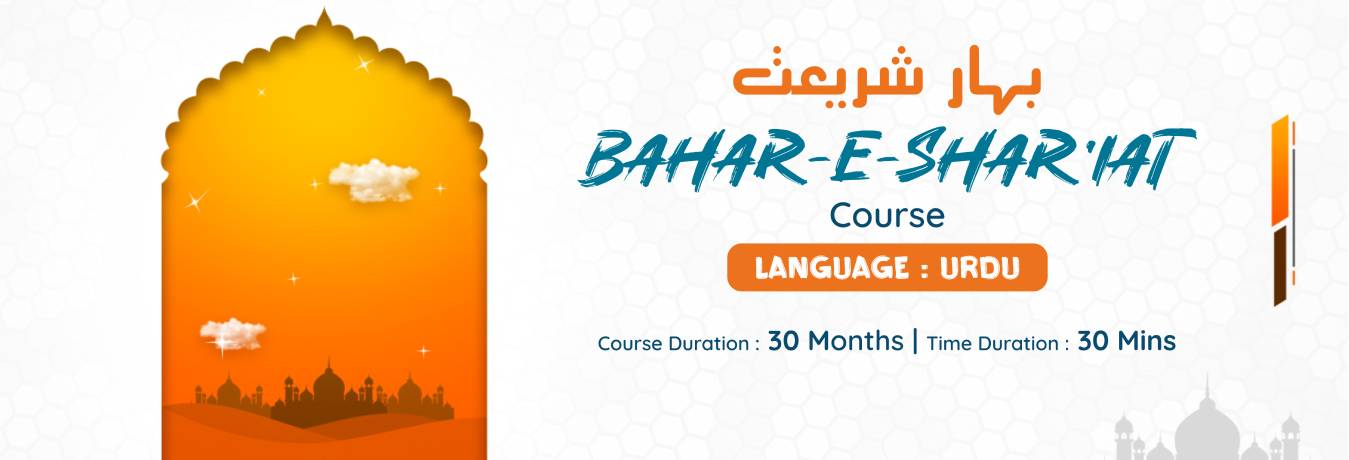 بہار شریعت
BAHAR-E-SHAR'IAT
Course
LANGUAGE : URDU
Course Duration : 30 Months | Time Duration : 30 Mins